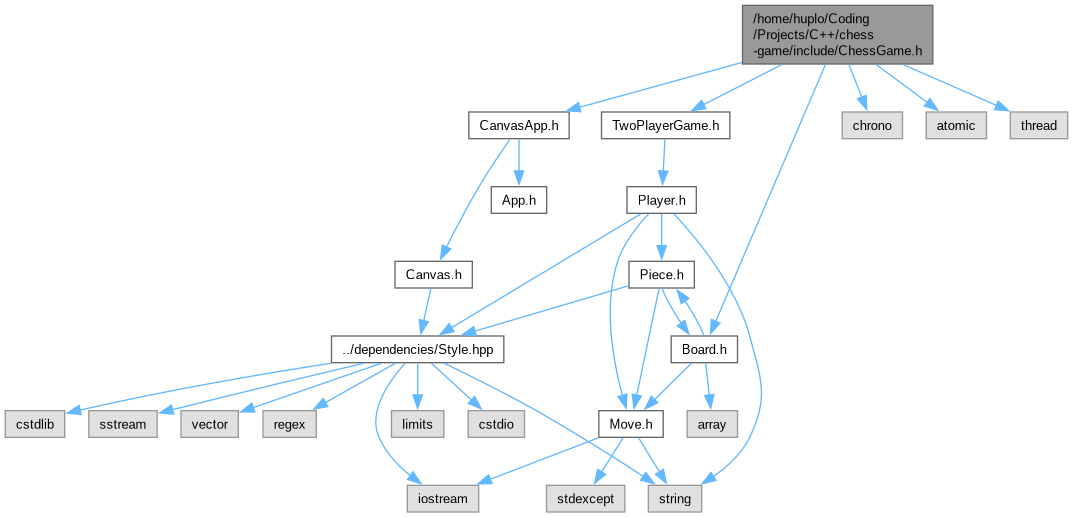 /home/huplo/Coding
/Projects/C++/chess
-game/include/ChessGame.h
CanvasApp.h
TwoPlayerGame.h
chrono
atomic
thread
App.h
Player.h
Canvas.h
Piece.h
../dependencies/Style.hpp
Board.h
cstdlib
sstream
vector
regex
limits
cstdio
Move.h
array
iostream
stdexcept
string